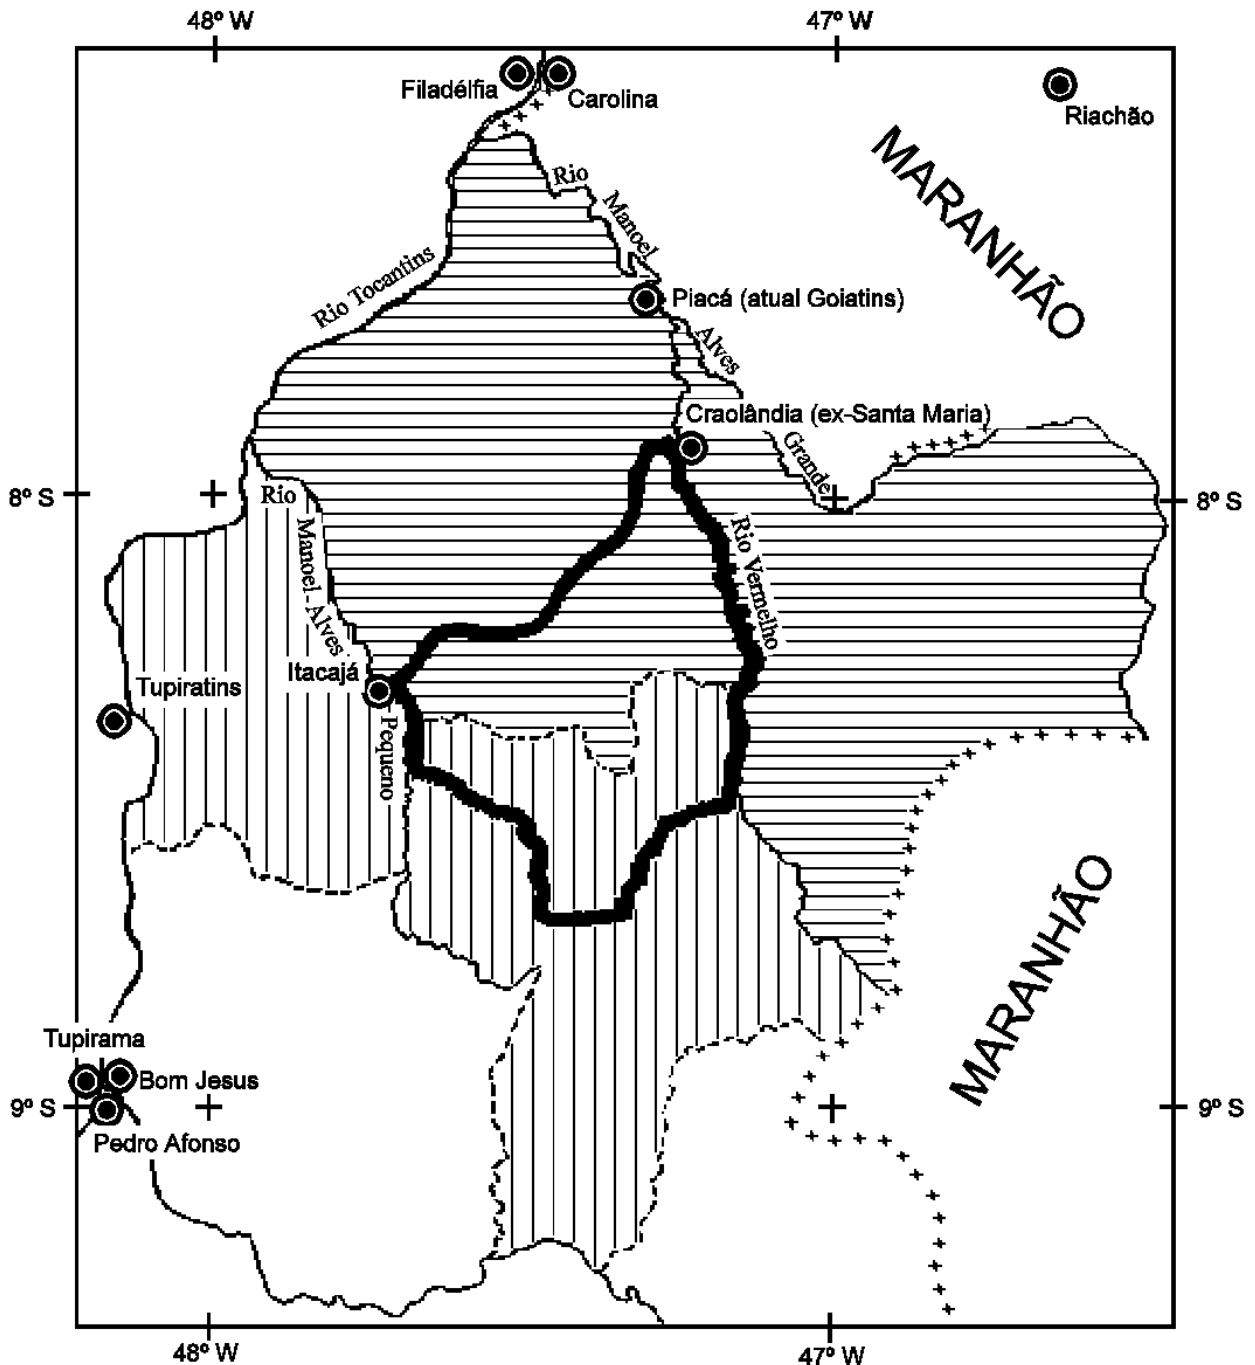 48º W
47º W
Filadélfia
Carolina
Riachão
MARANHÃO
Rio
Manoel
Rio Tocantins
Piacá (atual Goiatins)
Alves
Craolândia (ex-Santa Maria)
Grande
8º S
8º S
Rio
Manoel Alves
Rio Vermelho
Itacajá
Tupiratins
Pequeno
MARANHÃO
Tupirama
Bom Jesus
9º S
9º S
Pedro Afonso
48º W
47º W